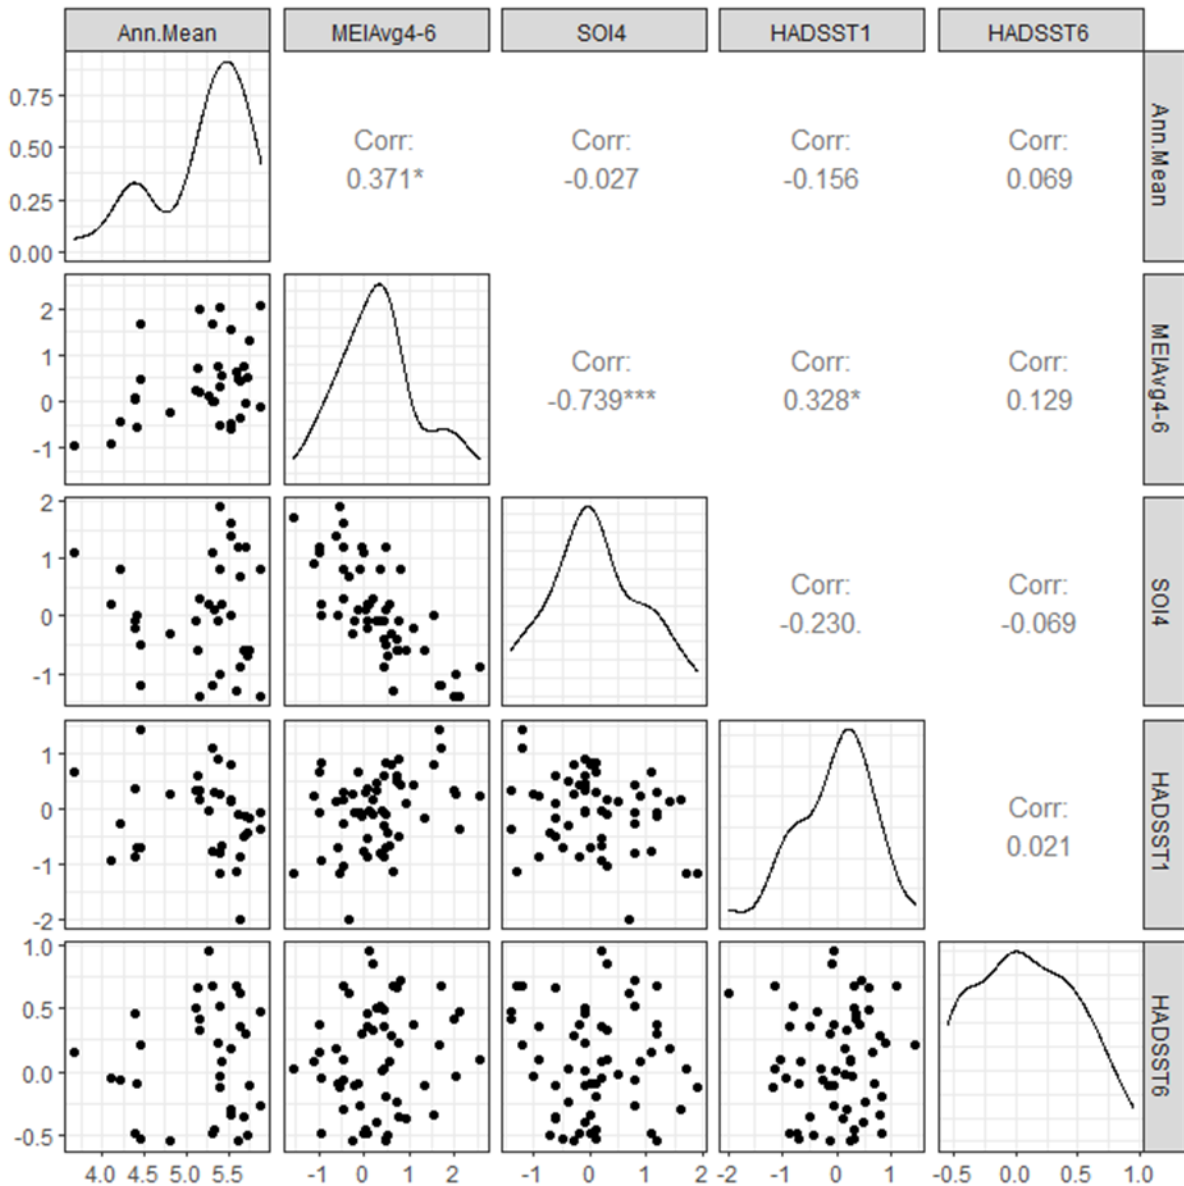 Ann.Mean MEIAvg4-6 SOI4 HADSST1 HADSST6
0.75
0.50
0.25
0.00
Corr: Corr: Corr: Corr:
0.371* -0.027 -0.156 0.069
Ann.Mean
2
1
0
-1
Corr: Corr: Corr:
-0.739*** 0.328* 0.129
MEIAvg4-6
2
1
0
-1
Corr: Corr:
-0.230. -0.069
SOI4
1
0
-1
-2
Corr:
0.021
HADSST1
1.0
0.5
0.0
-0.5
HADSST6
4.0 4.5 5.0 5.5 -1 0 1 2 -1 0 1 2 -2 -1 0 1 -0.5 0.0 0.5 1.0